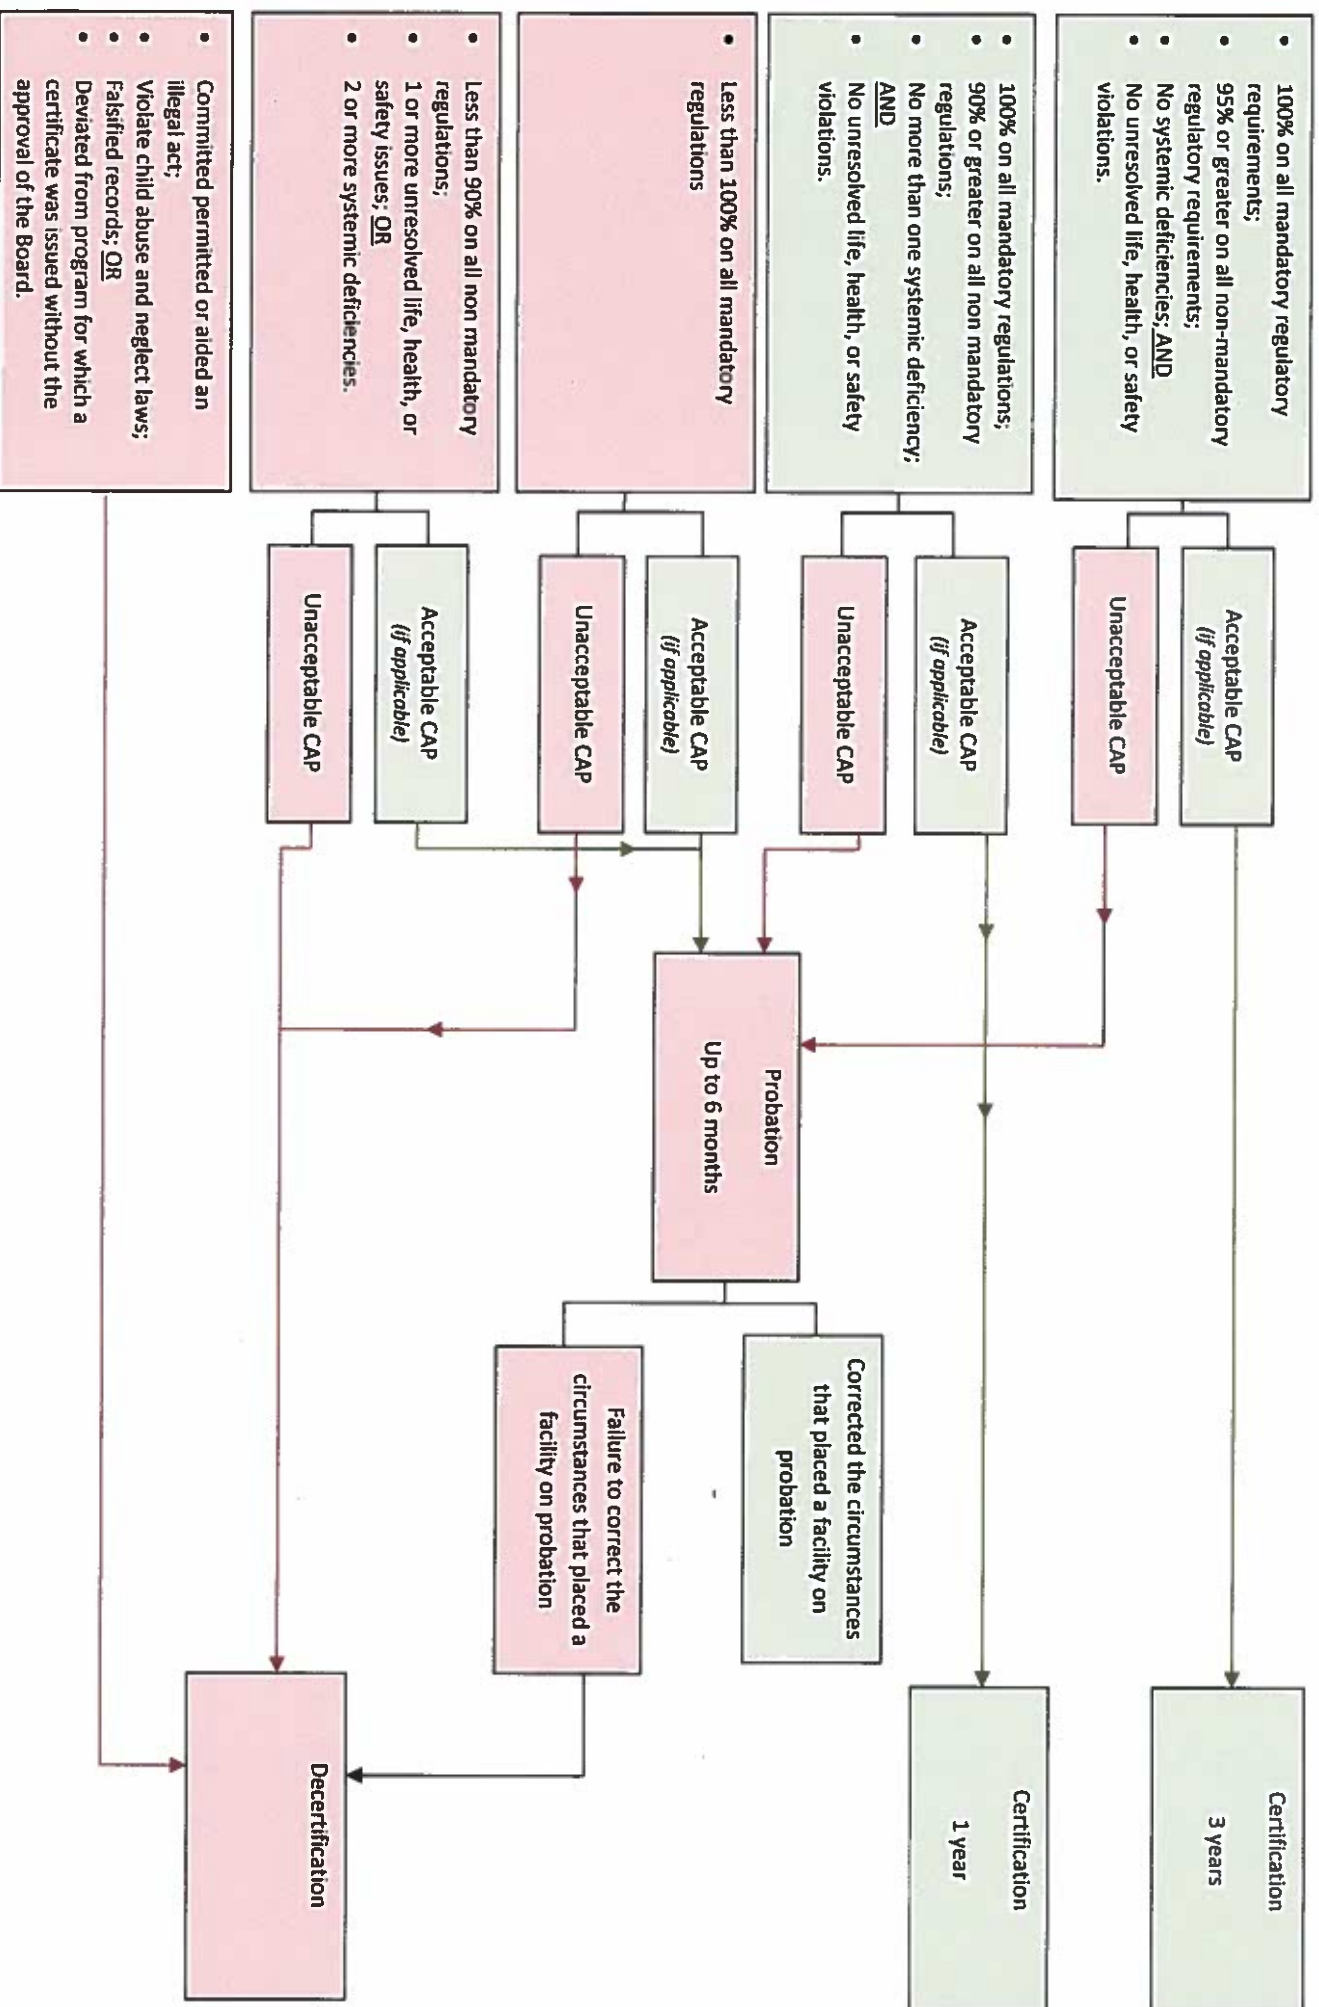 100% on all mandatory regulatory
requirements;
95% or greater on all non-mandatory
regulatory requirements;
No systemic deficiencies; AND
No unresolved life, health, or safety
violations.
Acceptable CAP
(if applicable)
Unacceptable CAP
Certification
3 years
100% on all mandatory regulations;
90% or greater on all non mandatory
regulations;
No more than one systemic deficiency;
AND
No unresolved life, health, or safety
violations.
Acceptable CAP
(if applicable)
Unacceptable CAP
Certification
1 year
Less than 100% on all mandatory
regulations
Acceptable CAP
(if applicable)
Unacceptable CAP
Probation
Up to 6 months
Corrected the circumstances
that placed a facility on
probation
Failure to correct the
circumstances that placed a
facility on probation
Less than 90% on all non mandatory
regulations;
1 or more unresolved life, health, or
safety issues; OR
2 or more systemic deficiencies.
Acceptable CAP
(if applicable)
Unacceptable CAP
Decertification
Committed permitted or aided an
illegal act;
Violate child abuse and neglect laws;
Falsified records; OR
Deviated from program for which a
certificate was issued without the
approval of the Board.